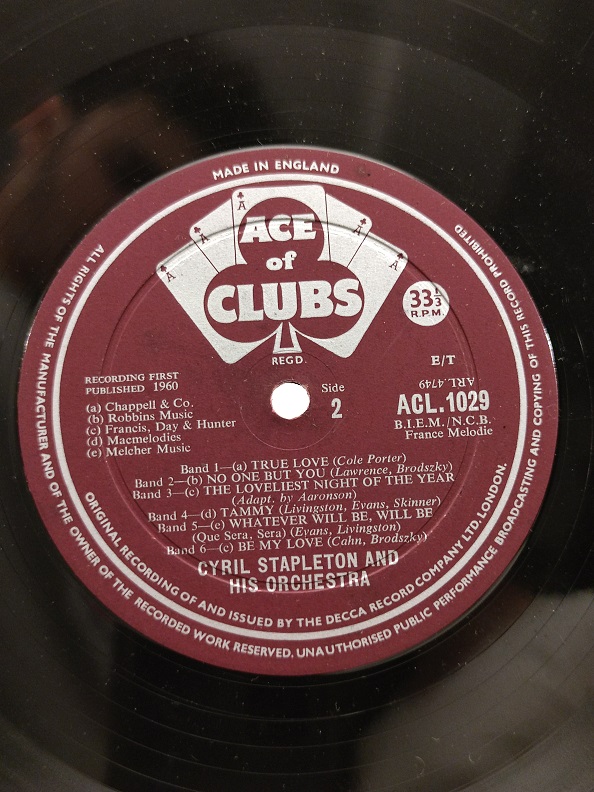 MADE IN ENGLAND
A
A
A
A
A
ACE
of
CLUBS
REGD.
33 1/3
R.P.M.
E/T
ARL.4749
RECORDING FIRST
PUBLISHED 1960
(a) Chappell & Co.
(b) Robbins Music
(c) Francis, Day & Hunter
(d) Macmelodies
(e) Melcher Music
Side
2
ACL.1029
B.I.E.M./N.C.B.
France Melodie
Band 1—(a) TRUE LOVE (Cole Porter)
Band 2—(b) NO ONE BUT YOU (Lawrence, Brodszky)
Band 3—(c) THE LOVELIEST NIGHT OF THE YEAR
(Adapt. by Aaronson)
Band 4—(d) TAMMY (Livingston, Evans, Skinner)
Band 5—(e) WHATEVER WILL BE, WILL BE
(Que Sera, Sera) (Evans, Livingston)
Band 6—(c) BE MY LOVE (Cahn, Brodszky)
CYRIL STAPLETON AND
HIS ORCHESTRA
ORIGINAL RECORDING OF AND ISSUED BY THE DECCA RECORD COMPANY LTD. LONDON.
ALL RIGHTS OF THE MANUFACTURER AND OF THE OWNER OF THE RECORDED WORK RESERVED. UNAUTHORISED PUBLIC PERFORMANCE BROADCASTING AND COPYING OF THIS RECORD PROHIBITED